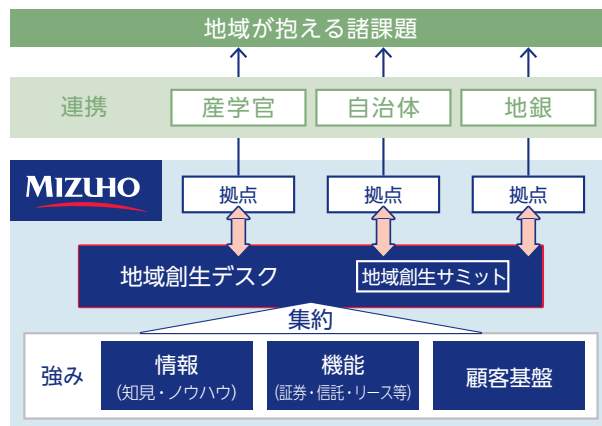 地域が抱える諸課題
連携
産学官
自治体
地銀
MIZUHO
拠点
拠点
拠点
地域創生デスク
地域創生サミット
集約
強み
情報
(知見・ノウハウ)
機能
(証券・信託・リース等)
顧客基盤